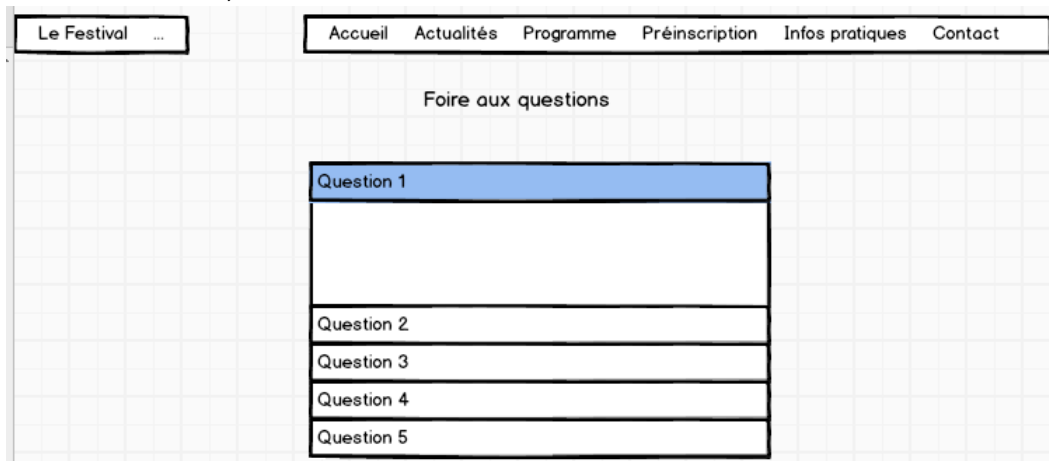 Le Festival ...
Accueil Actualités Programme Préinscription Infos pratiques Contact
Foire aux questions
Question 1
Question 2
Question 3
Question 4
Question 5